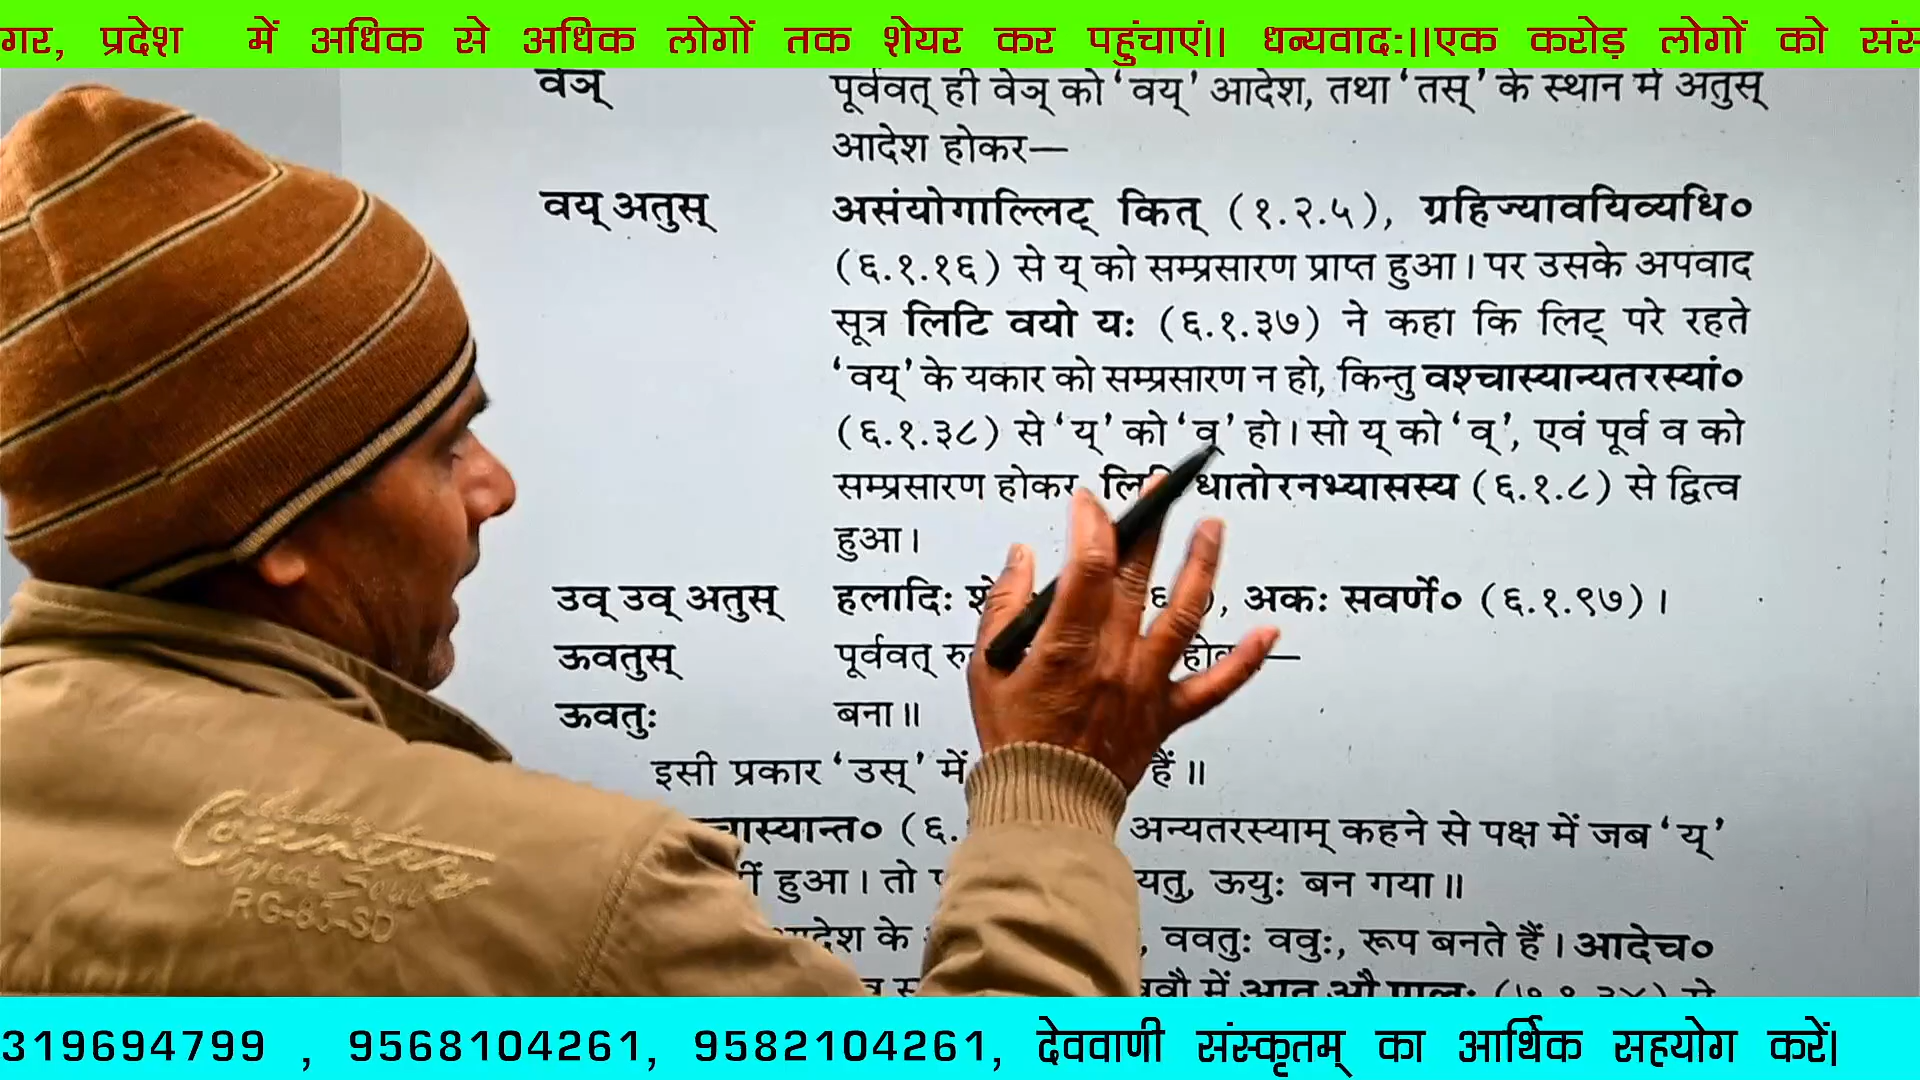 गर, प्रदेश में अधिक से अधिक लोगों तक शेयर कर पहुंचाएं।। धन्यवादः।।एक करोड़ लोगों को संस
वेञ् पूर्ववत् ही वेञ् को ‘वय्’ आदेश, तथा ‘तस्’ के स्थान में अतुस्
आदेश होकर—
वय् अतुस् असंयोगाल्लिट् कित् (१.२.५), ग्रहिज्यावयिव्यधि०
(६.१.१६) से य् को सम्प्रसारण प्राप्त हुआ। पर उसके अपवाद
सूत्र लिटि वयो यः (६.१.३७) ने कहा कि लिट् परे रहते
‘वय्’ के यकार को सम्प्रसारण न हो, किन्तु वश्चास्यान्यतरस्यां०
(६.१.३८) से ‘य्’ को ‘व्’ हो। सो य् को ‘व्’, एवं पूर्व व को
सम्प्रसारण होकर धातोरनभ्यासस्य (६.१.८) से द्वित्व
हुआ।
उव् उव् अतुस् हलादिः अकः सवर्णे० (६.१.९७)।
ऊवतुस् पूर्ववत्
ऊवतुः बना॥
इसी प्रकार ‘उस्’ में हैं॥
अन्यतरस्याम् कहने से पक्ष में जब ‘य्’
हुआ। तो ऊयुः बन गया॥
के ववतुः ववुः, रूप बनते हैं। आदेच०
में
319694799 , 9568104261, 9582104261, देववाणी संस्कृतम् का आर्थिक सहयोग करें।
RG-83-SD